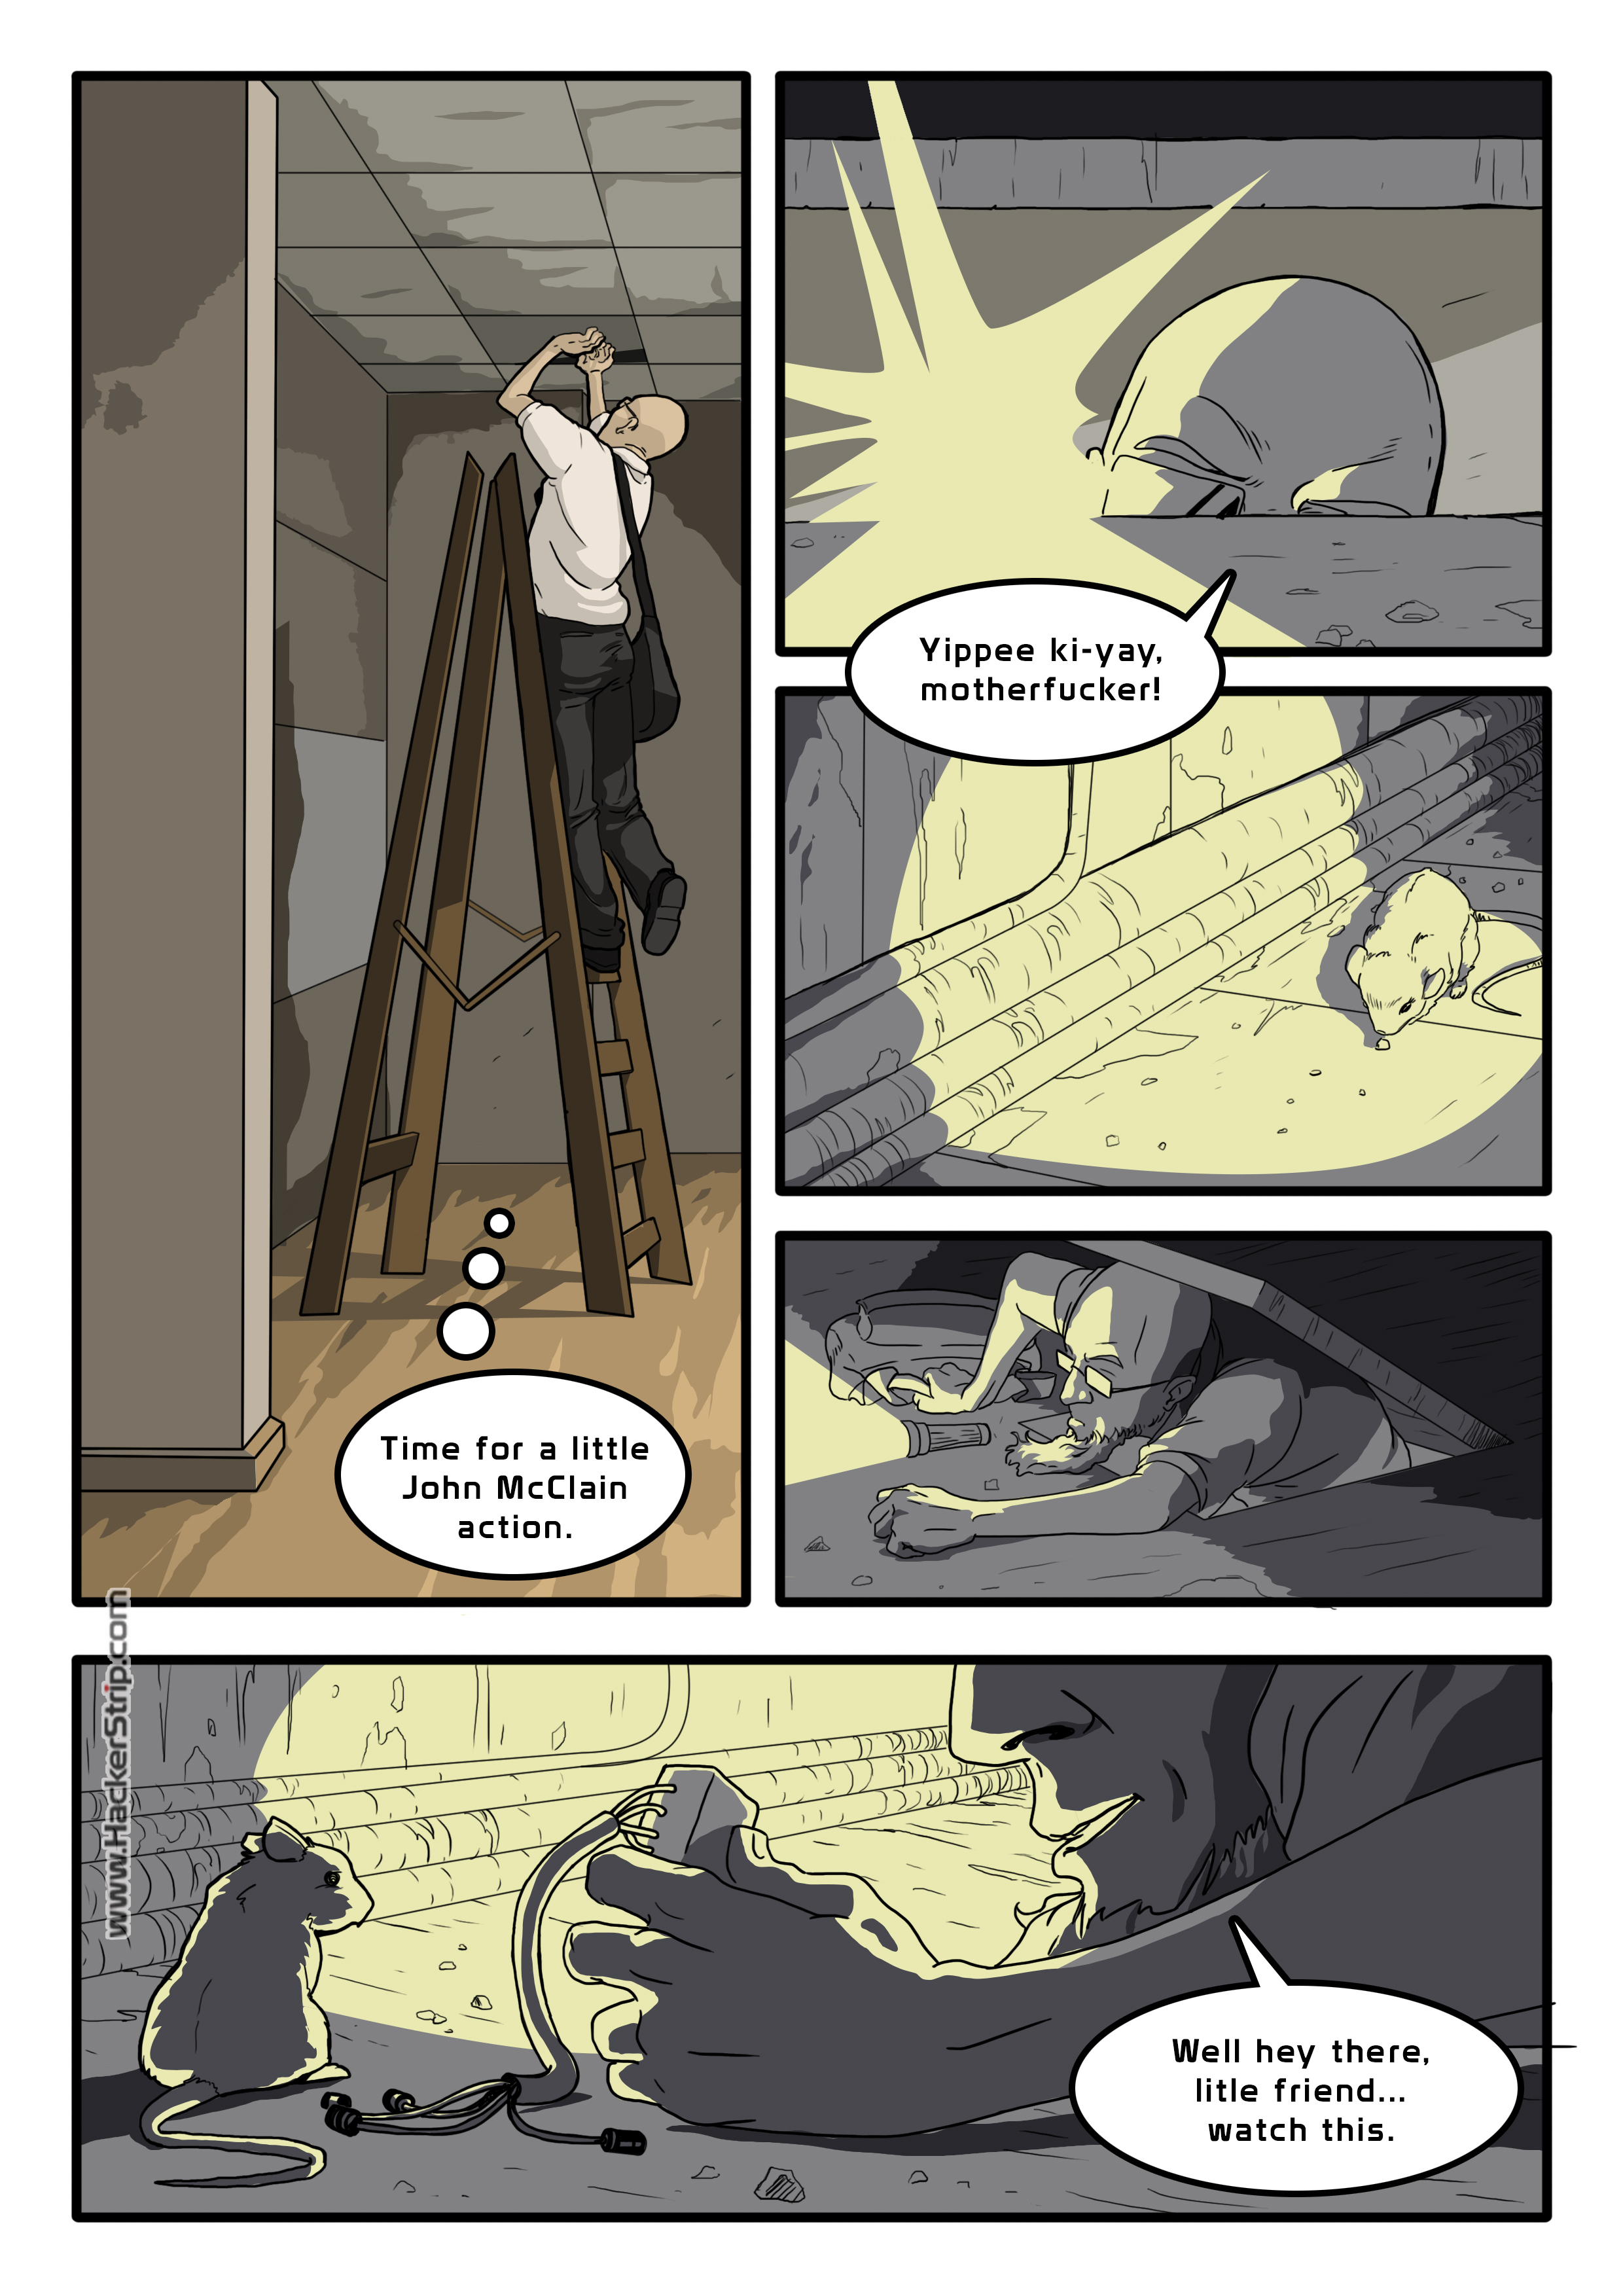 Time for a little
John McClain
action.
Yippee ki-yay,
motherfucker!
Well hey there,
litle friend...
watch this.
www.HackerStrip.com